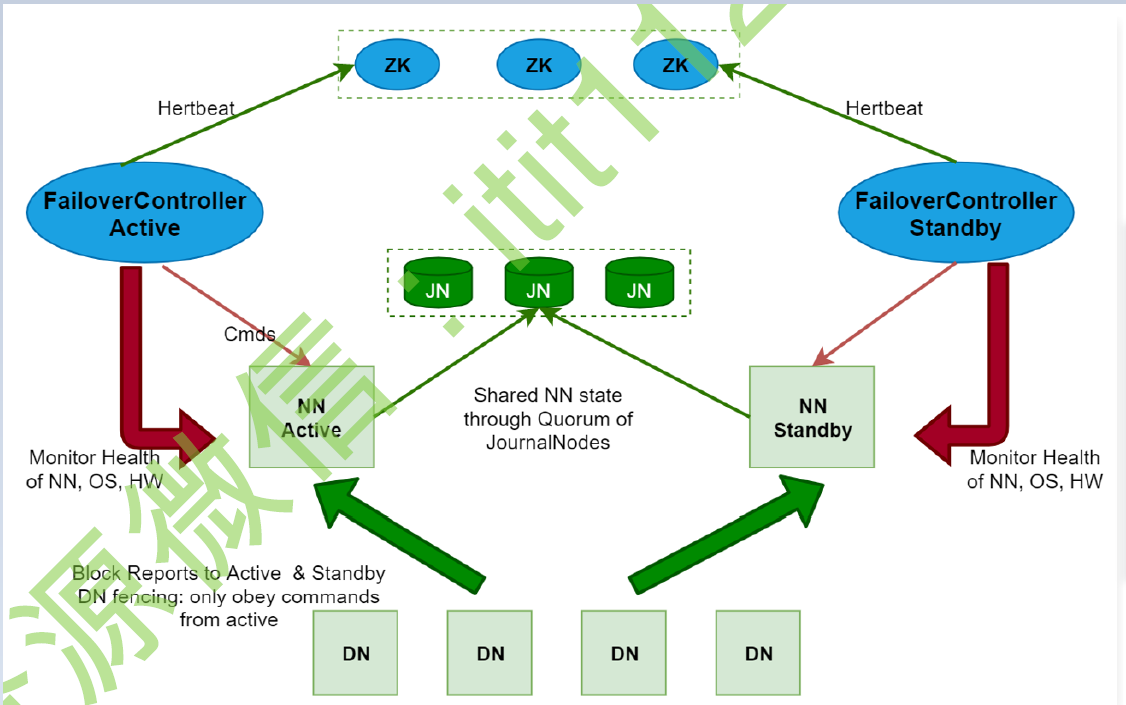 ZK
ZK
ZK
Hertbeat
Hertbeat
FailoverController
Active
FailoverController
Standby
JN
JN
JN
Cmds
NN
Active
Shared NN state
through Quorum of
JournalNodes
NN
Standby
Monitor Health
of NN, OS, HW
Monitor Health
of NN, OS, HW
Block Reports to Active & Standby
DN fencing: only obey commands
from active
DN
DN
DN
DN
源微信:itit11